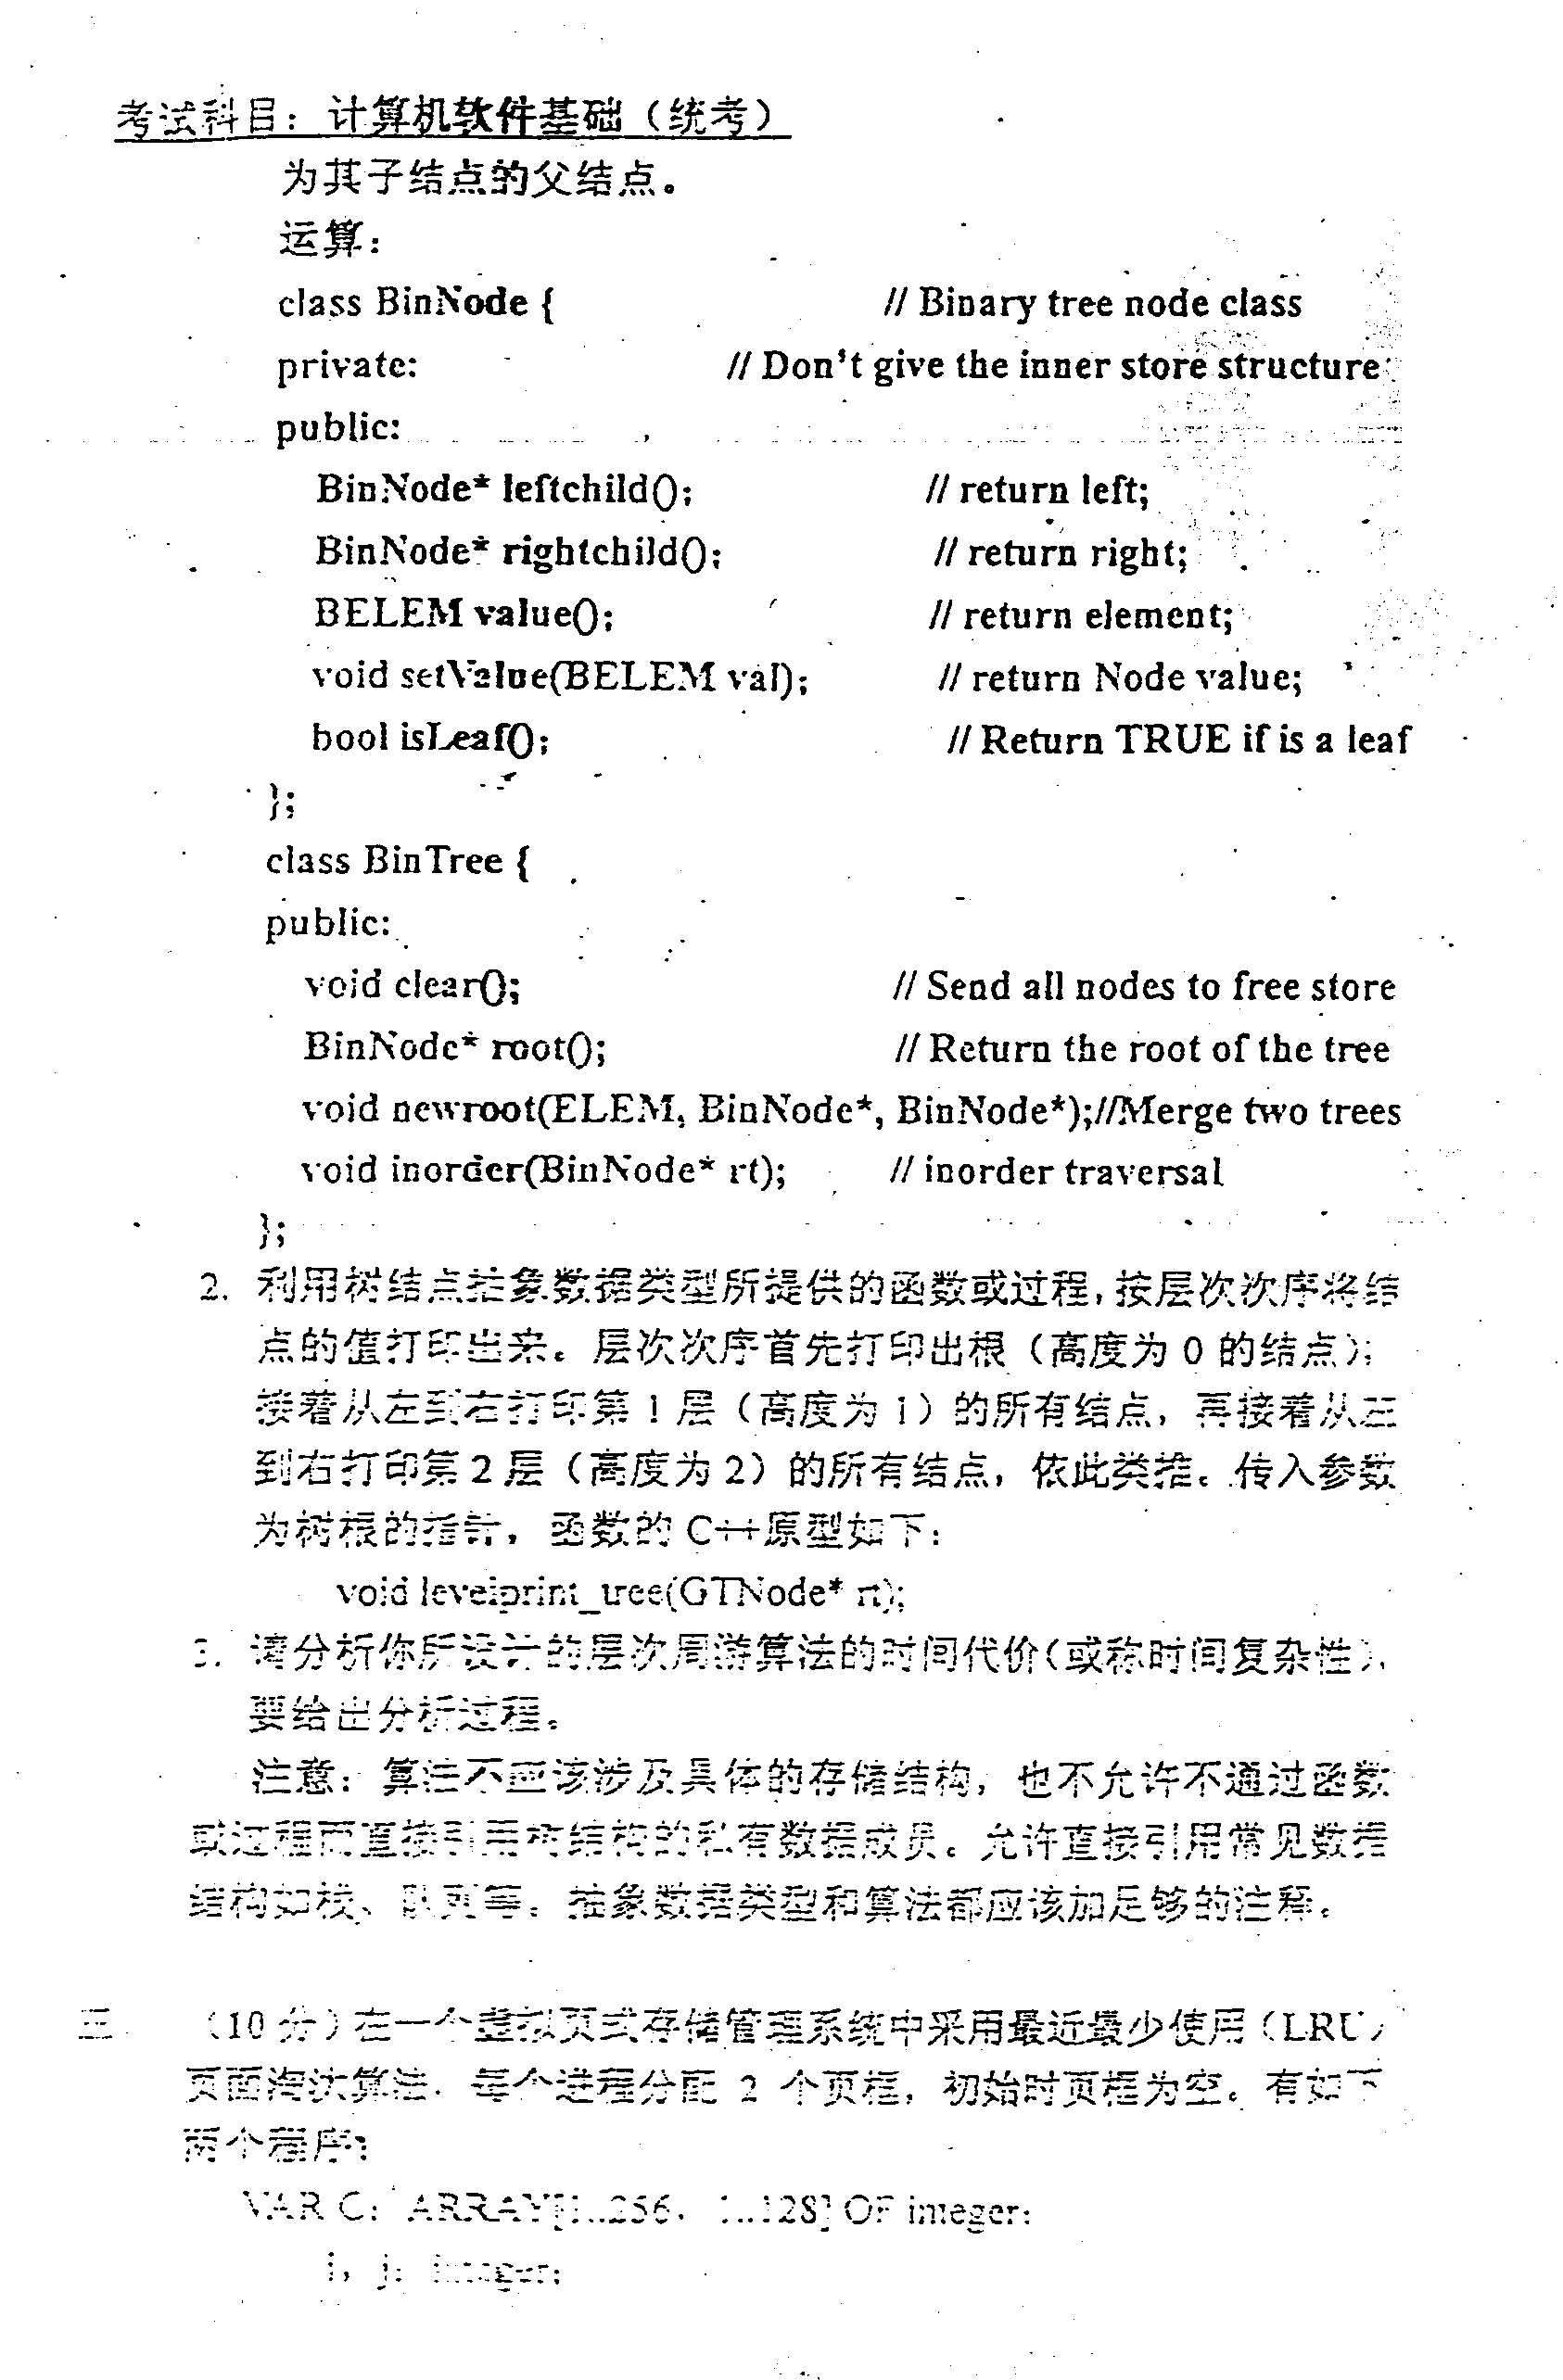 考试科目：计算机软件基础（统考）
为其子结点的父结点。
运算：
class BinNode { // Binary tree node class
private: // Don't give the inner store structure
public:
BinNode* leftchild(); // return left;
BinNode* rightchild(); // return right;
BELEM value(); // return element;
void setValue(BELEM val); // return Node value;
bool isLeaf(); // Return TRUE if is a leaf
};
class BinTree {
public:
void clear(); // Send all nodes to free store
BinNode* root(); // Return the root of the tree
void newroot(ELEM, BinNode*, BinNode*);//Merge two trees
void inorder(BinNode* rt); // inorder traversal
};
2. 利用树结点抽象数据类型所提供的函数或过程，按层次次序将结
点的值打印出来。层次次序首先打印出根（高度为 0 的结点）；
接着从左到右打印第 1 层（高度为 1）的所有结点，再接着从左
到右打印第 2 层（高度为 2）的所有结点，依此类推。传入参数
为树根的指针，函数的 C++原型如下：
void levelprint_tree(GTNode* rt);
3. 请分析你所设计的层次周游算法的时间代价（或称时间复杂性），
要给出分析过程。
注意：算法不应该涉及具体的存储结构，也不允许不通过函数
或过程而直接引用树结构的私有数据成员。允许直接引用常见数据
结构如栈、队列等。抽象数据类型和算法都应该加足够的注释。
三 （10 分）在一个虚拟页式存储管理系统中采用最近最少使用（LRU）
页面淘汰算法，每个进程分配 2 个页框，初始时页框为空。有如下
两个程序：
VAR C： ARRAY[1..256，1..128] OF integer；
i，j：integer；